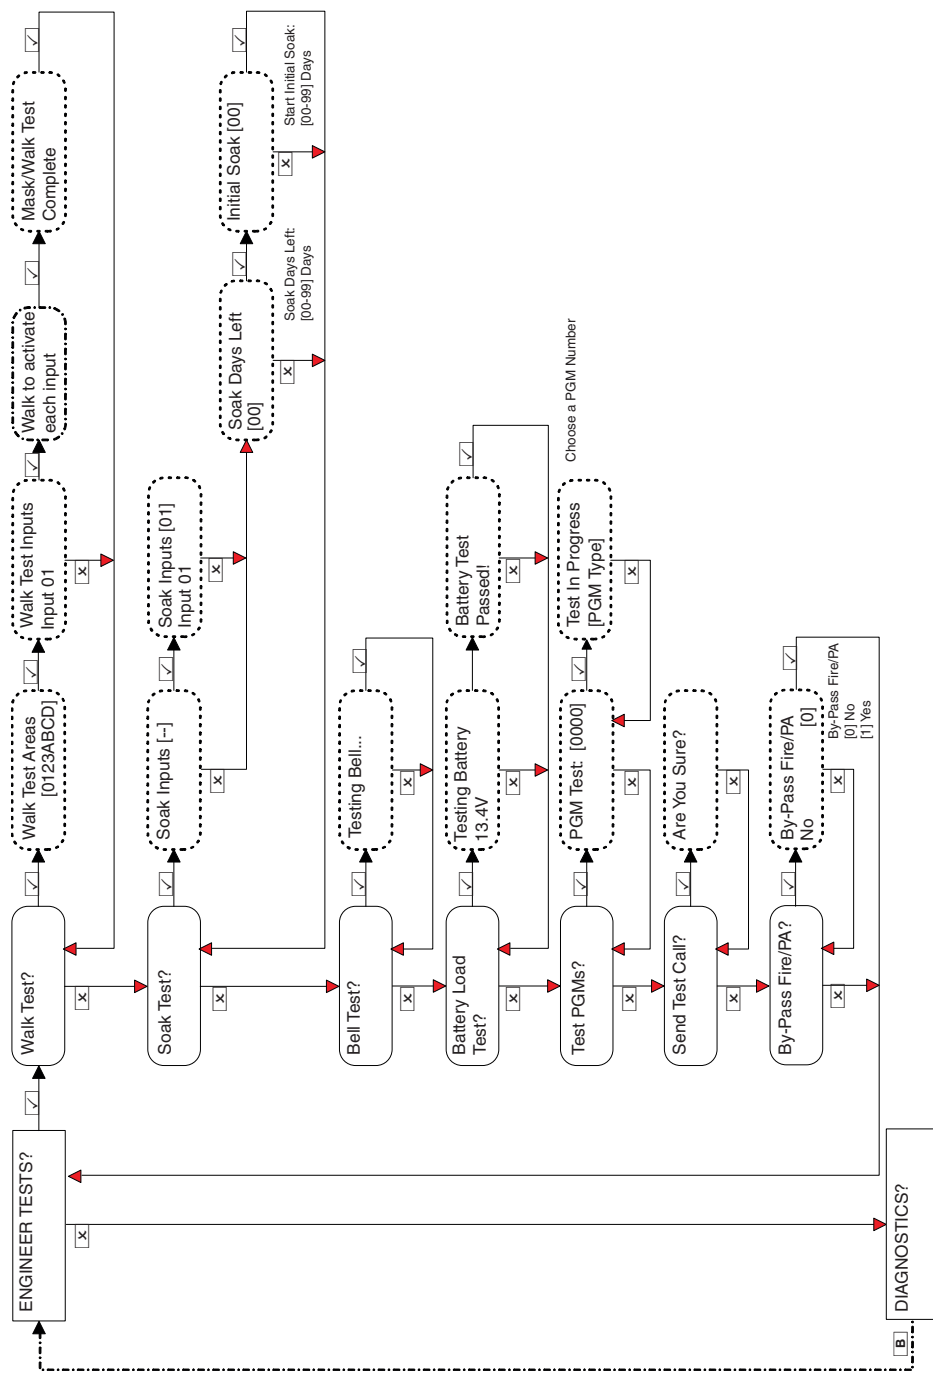 ENGINEER TESTS?
Walk Test?
Walk Test Areas
[0123ABCD]
Walk Test Inputs
Input 01
Walk to activate
each input
Mask/Walk Test
Complete
Soak Test?
Soak Inputs [--]
Soak Inputs [01]
Input 01
Soak Days Left
[00]
Initial Soak [00]
Soak Days Left:
[00-99] Days
Start Initial Soak:
[00-99] Days
Bell Test?
Testing Bell...
Battery Load
Test?
Testing Battery
13.4V
Battery Test
Passed!
Test PGMs?
PGM Test: [0000]
Test In Progress
[PGM Type]
Choose a PGM Number
Send Test Call?
Are You Sure?
By-Pass Fire/PA?
By-Pass Fire/PA
No [0]
By-Pass Fire/PA
[0] No
[1] Yes
DIAGNOSTICS?
B